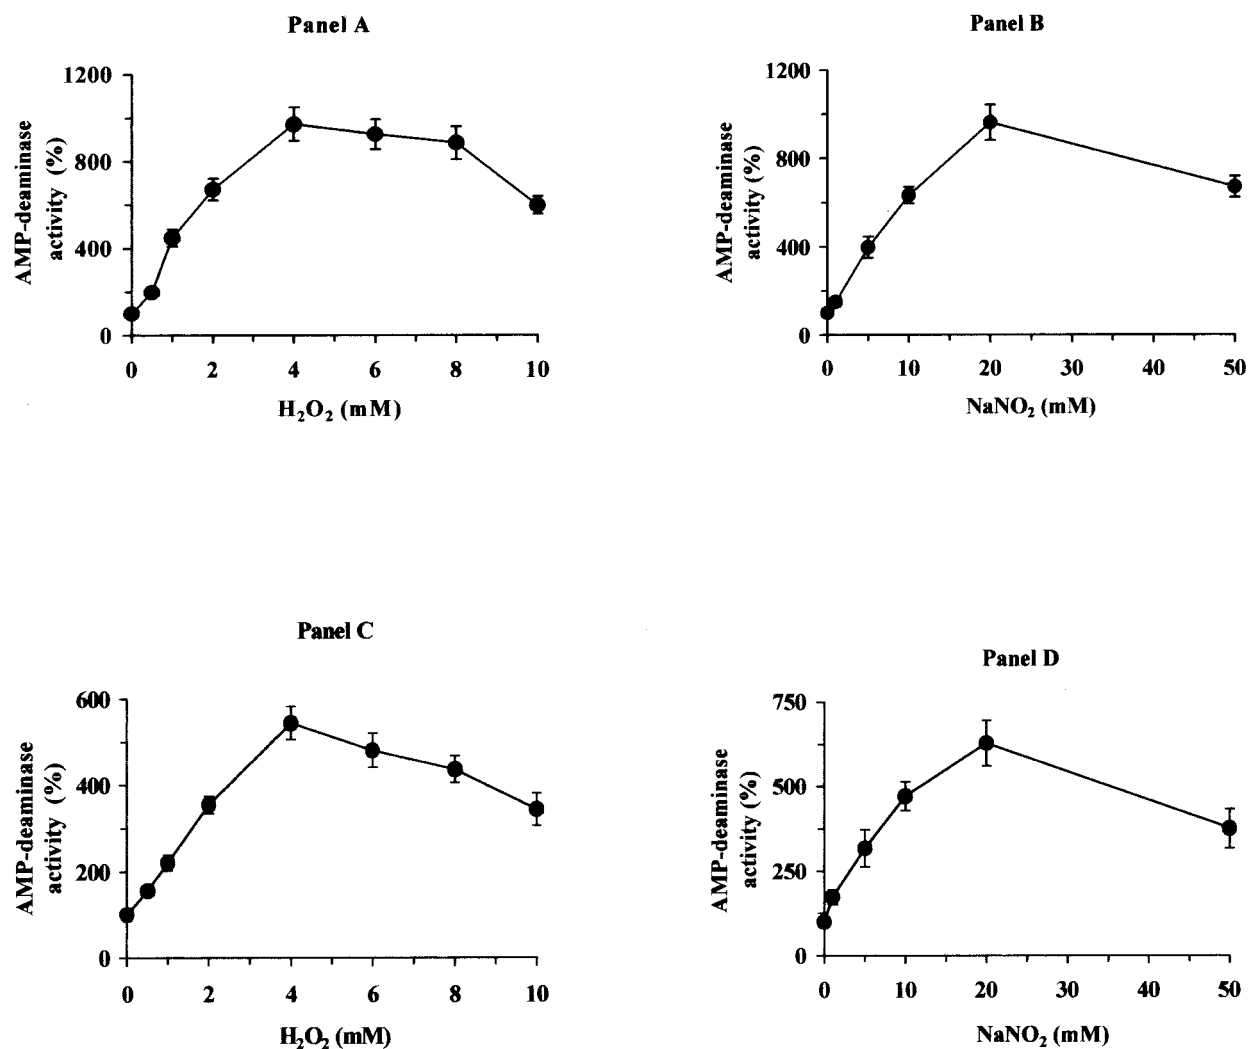 Panel A
1200
800
400
0
AMP-deaminase
activity (%)
0 2 4 6 8 10
H₂O₂ (mM)
Panel B
1200
800
400
0
AMP-deaminase
activity (%)
0 10 20 30 40 50
NaNO₂ (mM)
Panel C
600
400
200
0
AMP-deaminase
activity (%)
0 2 4 6 8 10
H₂O₂ (mM)
Panel D
750
500
250
0
AMP-deaminase
activity (%)
0 10 20 30 40 50
NaNO₂ (mM)